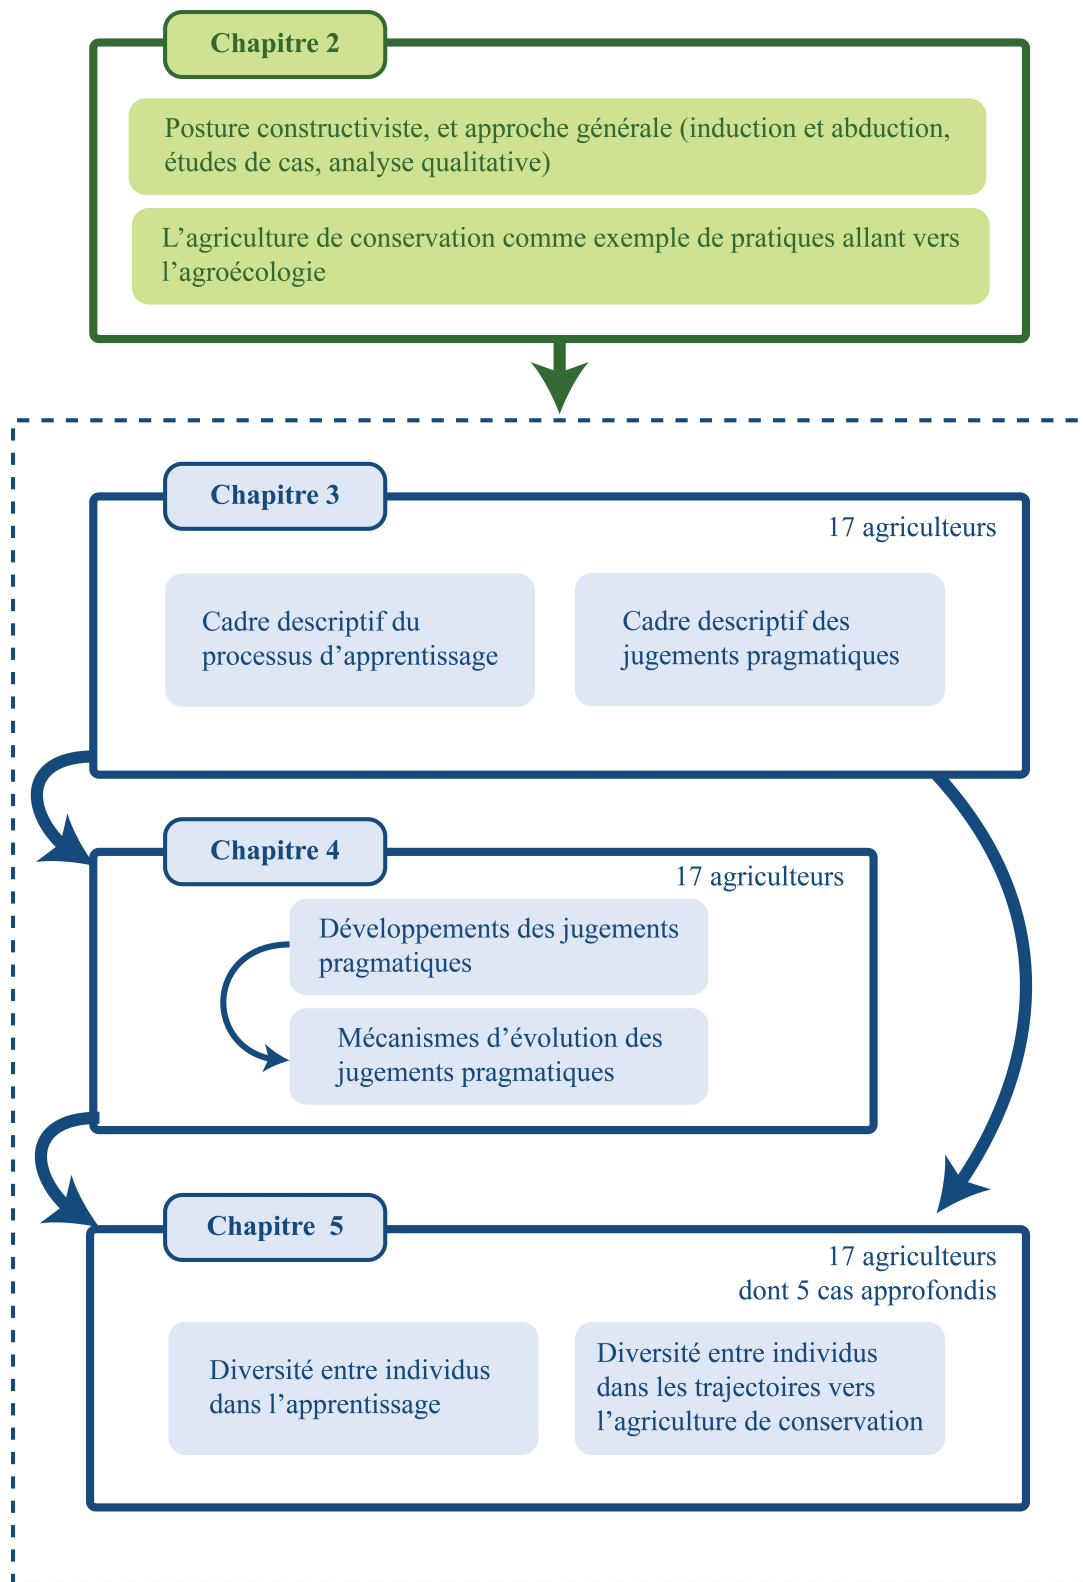 Chapitre 2
Posture constructiviste, et approche générale (induction et abduction,
études de cas, analyse qualitative)
L’agriculture de conservation comme exemple de pratiques allant vers
l’agroécologie
Chapitre 3
17 agriculteurs
Cadre descriptif du
processus d’apprentissage
Cadre descriptif des
jugements pragmatiques
Chapitre 4
17 agriculteurs
Développements des jugements
pragmatiques
Mécanismes d’évolution des
jugements pragmatiques
Chapitre 5
17 agriculteurs
dont 5 cas approfondis
Diversité entre individus
dans l’apprentissage
Diversité entre individus
dans les trajectoires vers
l’agriculture de conservation